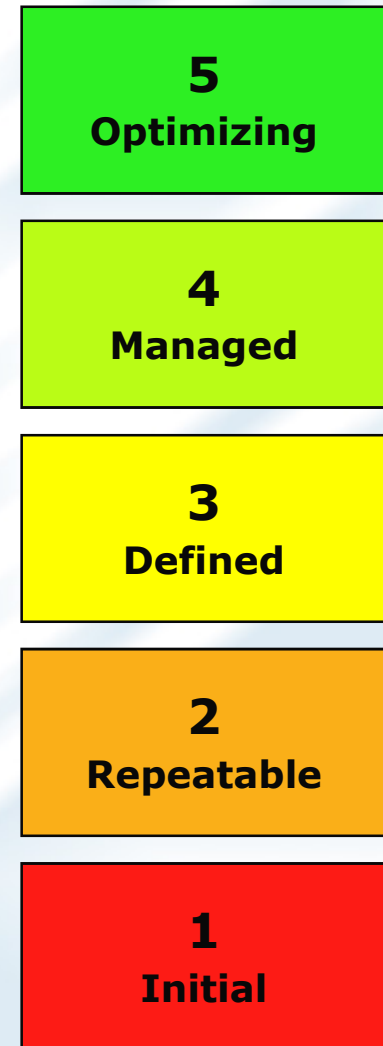 5
Optimizing
4
Managed
3
Defined
2
Repeatable
1
Initial